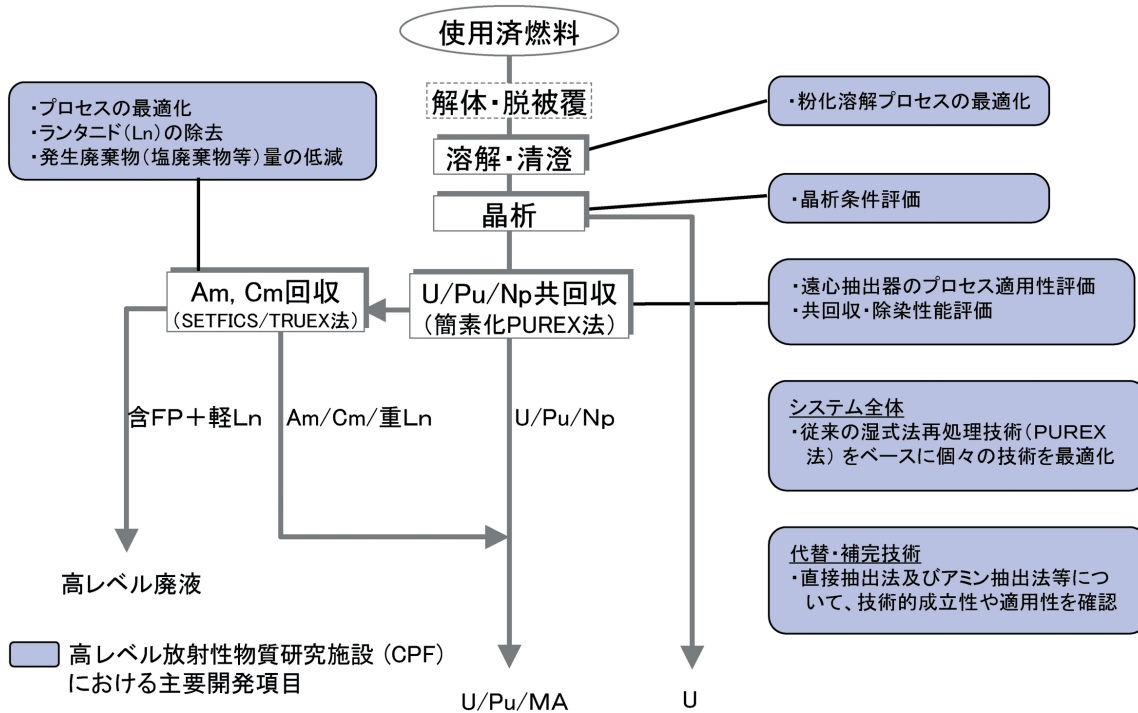 使用済燃料
解体・脱被覆
溶解・清澄
晶析
・プロセスの最適化
・ランタニド(Ln)の除去
・発生廃棄物(塩廃棄物等)量の低減
・粉化溶解プロセスの最適化
・晶析条件評価
Am, Cm回収
(SETFICS/TRUEX法)
U/Pu/Np共回収
(簡素化PUREX法)
・遠心抽出器のプロセス適用性評価
・共回収・除染性能評価
含FP+軽Ln
Am/Cm/重Ln
U/Pu/Np
システム全体
・従来の湿式法再処理技術(PUREX
法)をベースに個々の技術を最適化
代替・補完技術
・直接抽出法及びアミン抽出法等につ
いて、技術的成立性や適用性を確認
高レベル廃液
高レベル放射性物質研究施設 (CPF)
における主要開発項目
U/Pu/MA
U